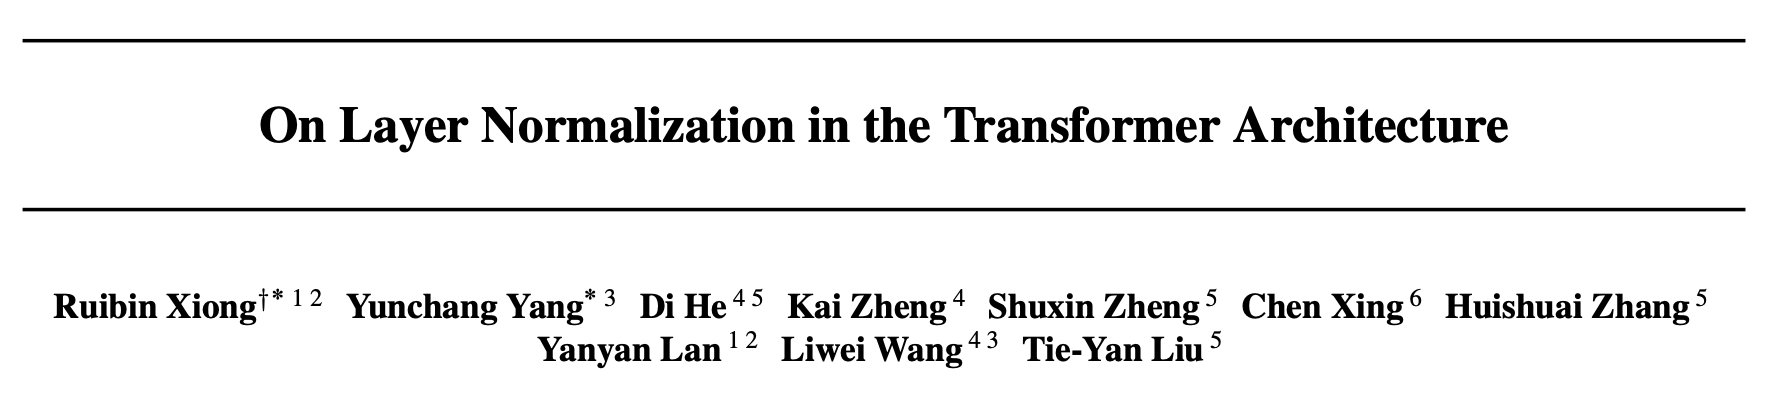 On Layer Normalization in the Transformer Architecture
Ruibin Xiong†* 1 2 Yunchang Yang* 3 Di He 4 5 Kai Zheng 4 Shuxin Zheng 5 Chen Xing 6 Huishuai Zhang 5
Yanyan Lan 1 2 Liwei Wang 4 3 Tie-Yan Liu 5